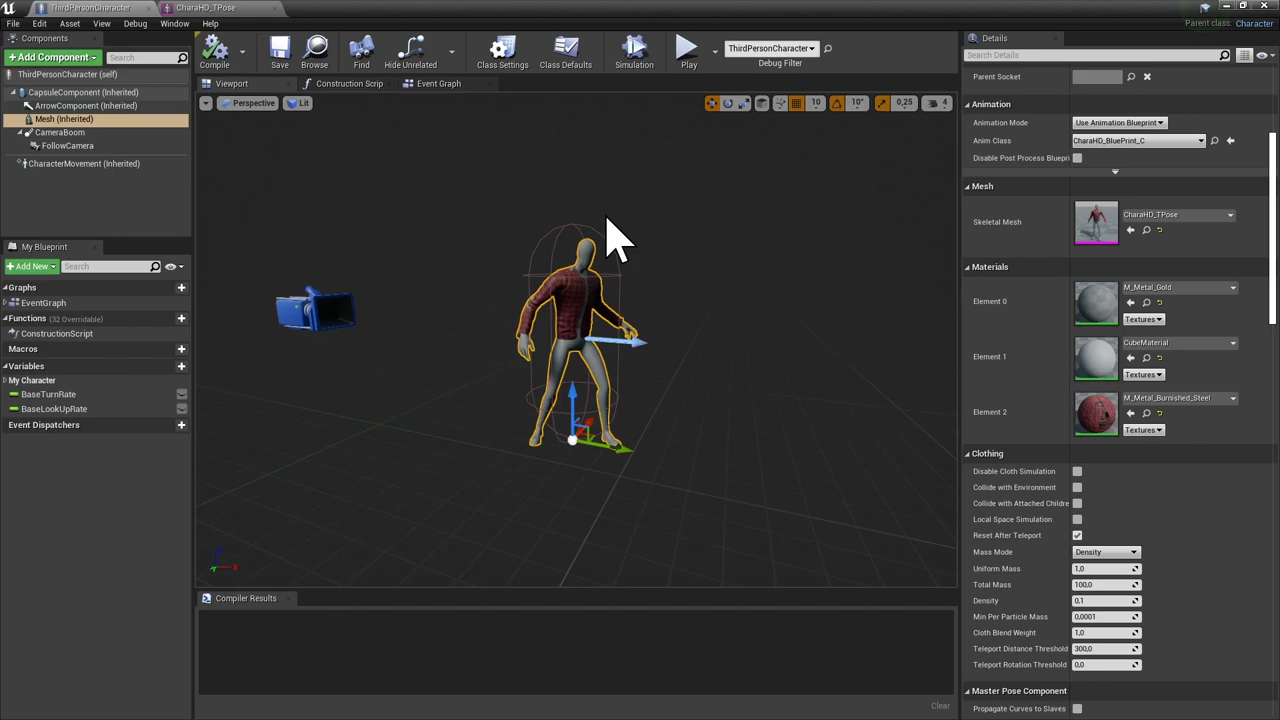 ThirdPersonCharacter
CharaHD_TPose
File Edit Asset View Debug Window Help
Parent class: Character
Components
+Add Component
Search
ThirdPersonCharacter (self)
CapsuleComponent (Inherited)
ArrowComponent (Inherited)
Mesh (Inherited)
CameraBoom
FollowCamera
CharacterMovement (Inherited)
My Blueprint
+Add New
Search
Graphs
EventGraph
Functions (32 Overridable)
ConstructionScript
Macros
Variables
My Character
BaseTurnRate
BaseLookUpRate
Event Dispatchers
Compile
Save
Browse
Find
Hide Unrelated
Class Settings
Class Defaults
Simulation
Play
ThirdPersonCharacter
Debug Filter
Viewport
Construction Scrip
Event Graph
Perspective
Lit
10
10°
0,25
4
Compiler Results
Clear
Details
Search Details
Parent Socket
Animation
Animation Mode
Use Animation Blueprint
Anim Class
CharaHD_BluePrint_C
Disable Post Process Bluepri
Mesh
Skeletal Mesh
CharaHD_TPose
Materials
Element 0
M_Metal_Gold
Textures
Element 1
CubeMaterial
Textures
Element 2
M_Metal_Burnished_Steel
Textures
Clothing
Disable Cloth Simulation
Collide with Environment
Collide with Attached Childre
Local Space Simulation
Reset After Teleport
Mass Mode
Density
Uniform Mass
1,0
Total Mass
100,0
Density
0,1
Min Per Particle Mass
0,0001
Cloth Blend Weight
1,0
Teleport Distance Threshold
300,0
Teleport Rotation Threshold
0,0
Master Pose Component
Propagate Curves to Slaves